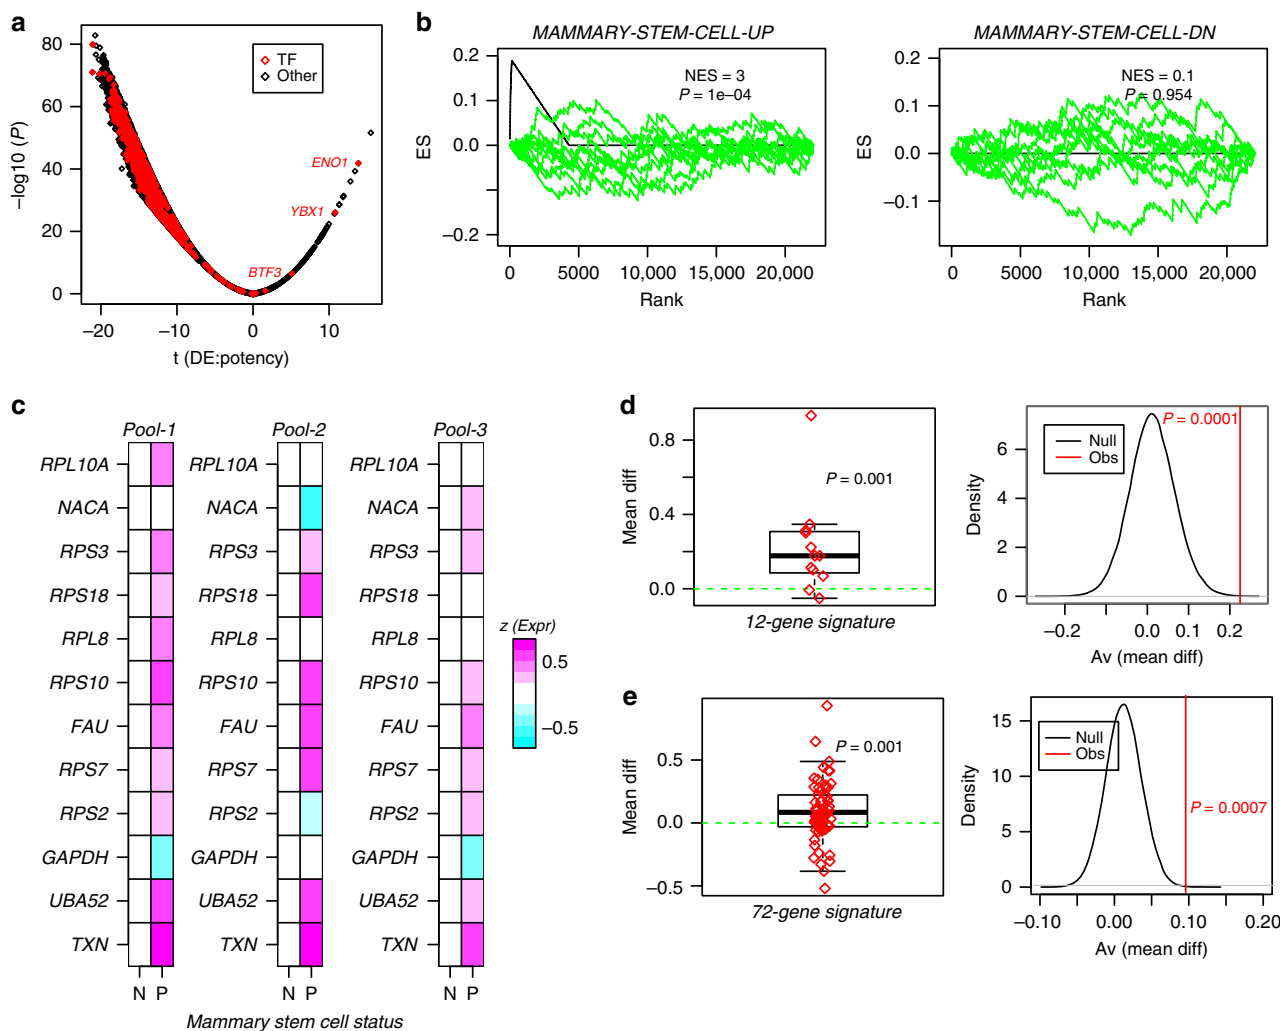 a
80
60
40
20
0
–log10 (P)
TF
Other
ENO1
YBX1
BTF3
–20
–10
0
10
t (DE:potency)
b
MAMMARY-STEM-CELL-UP
NES = 3
P = 1e–04
0.2
0.1
0.0
–0.2
ES
0
5000
10,000
15,000
20,000
Rank
MAMMARY-STEM-CELL-DN
NES = 0.1
P = 0.954
0.2
0.1
0.0
–0.1
ES
0
5000
10,000
15,000
20,000
Rank
c
Pool-1
RPL10A
NACA
RPS3
RPS18
RPL8
RPS10
FAU
RPS7
RPS2
GAPDH
UBA52
TXN
N P
Pool-2
RPL10A
NACA
RPS3
RPS18
RPL8
RPS10
FAU
RPS7
RPS2
GAPDH
UBA52
TXN
N P
Pool-3
RPL10A
NACA
RPS3
RPS18
RPL8
RPS10
FAU
RPS7
RPS2
GAPDH
UBA52
TXN
N P
z (Expr)
0.5
–0.5
Mammary stem cell status
d
0.8
0.4
0.0
Mean diff
P = 0.001
12-gene signature
P = 0.0001
Null
Obs
6
4
2
0
Density
–0.2
0.0
0.1
0.2
Av (mean diff)
e
0.5
0.0
–0.5
Mean diff
P = 0.001
72-gene signature
Null
Obs
P = 0.0007
15
10
5
0
Density
–0.10
0.00
0.10
0.20
Av (mean diff)